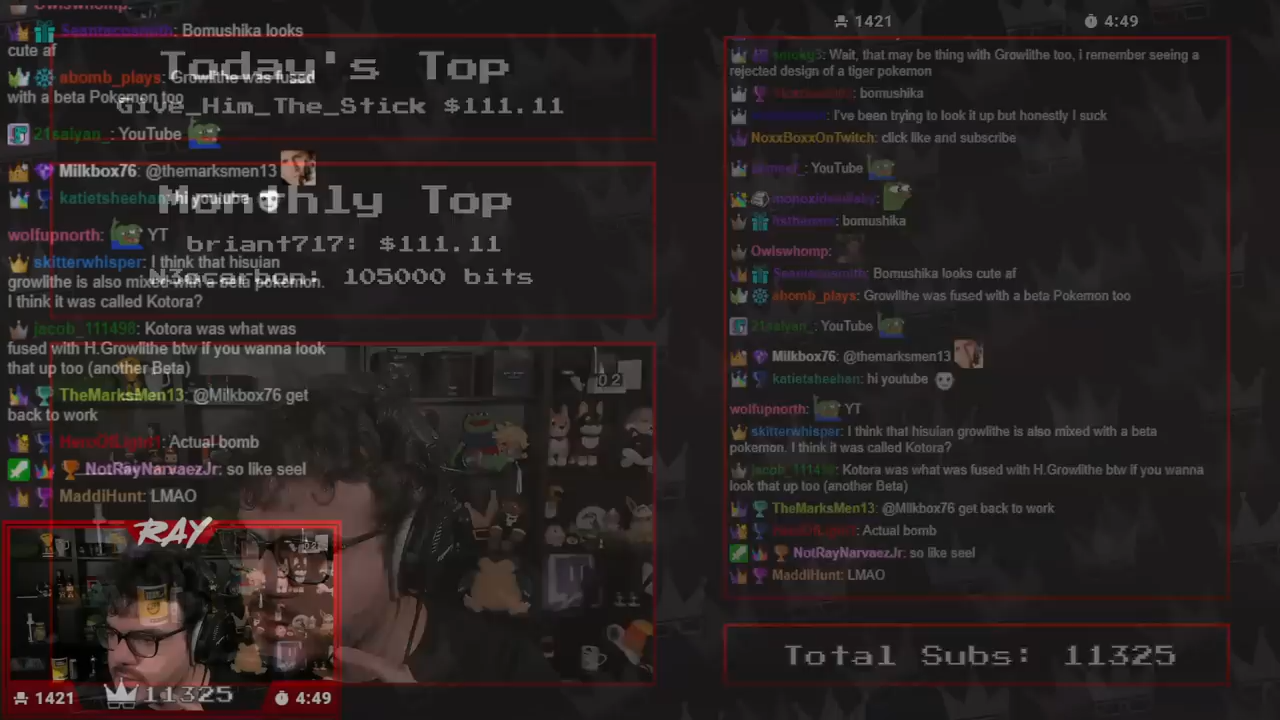 Bomushika looks
cute af
abomb_plays: Growlithe was fused
with a beta Pokemon too
21salyan_: YouTube
Milkbox76: @themarksmen13
katietsheehan: hi youtube
wolfupnorth: YT
skitterwhisper: I think that hisuian
growlithe is also mixed with a beta pokemon.
I think it was called Kotora?
jacob_111498: Kotora was what was
fused with H.Growlithe btw if you wanna look
that up too (another Beta)
TheMarksMen13: @Milkbox76 get
back to work
Actual bomb
NotRayNarvaezJr: so like seel
MaddiHunt: LMAO
Today's Top
Give_Him_The_Stick $111.11
Monthly Top
briant717: $111.11
105000 bits
RAY
1421
11325
4:49
1421
4:49
smoky3: Wait, that may be thing with Growlithe too, i remember seeing a
rejected design of a tiger pokemon
bomushika
I've been trying to look it up but honestly I suck
NoxxBoxxOnTwitch: click like and subscribe
YouTube
bomushika
Owlswhomp:
Bomushika looks cute af
abomb_plays: Growlithe was fused with a beta Pokemon too
21salyan_: YouTube
Milkbox76: @themarksmen13
katietsheehan: hi youtube
wolfupnorth: YT
skitterwhisper: I think that hisuian growlithe is also mixed with a beta
pokemon. I think it was called Kotora?
jacob_111498: Kotora was what was fused with H.Growlithe btw if you wanna
look that up too (another Beta)
TheMarksMen13: @Milkbox76 get back to work
Actual bomb
NotRayNarvaezJr: so like seel
MaddiHunt: LMAO
Total Subs: 11325